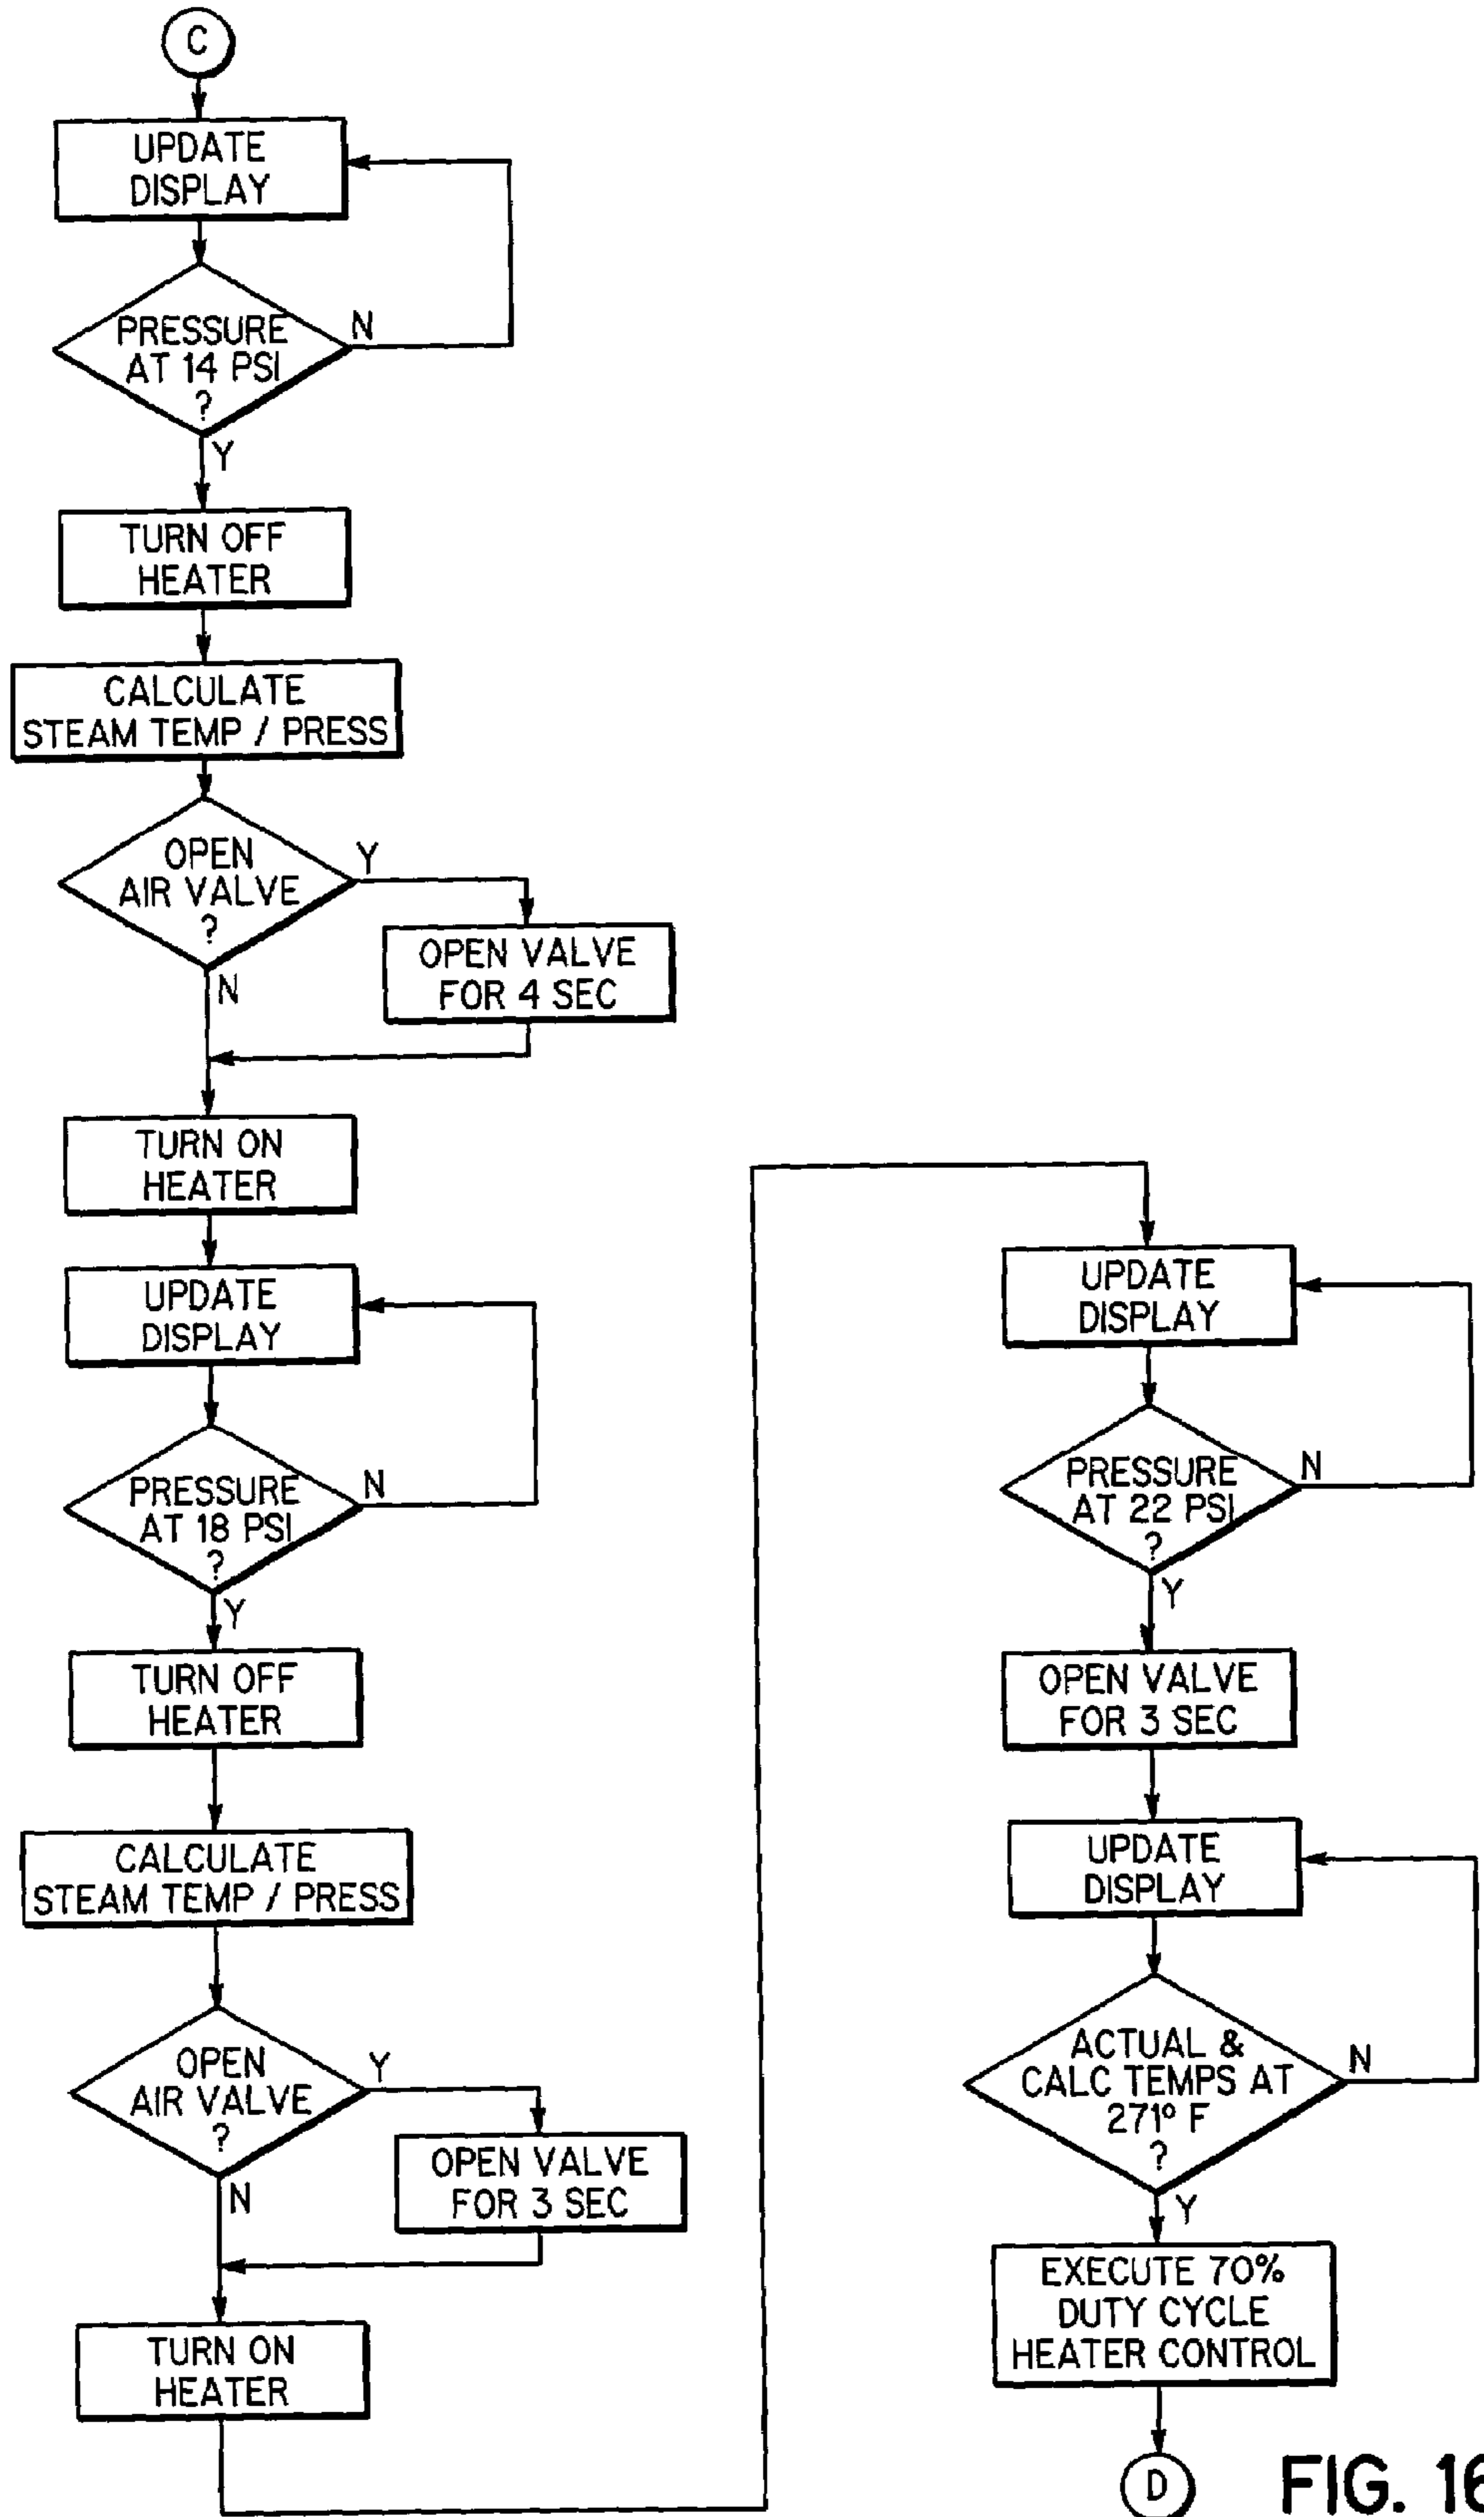 C
UPDATE
DISPLAY
PRESSURE
AT 14 PSI
?
N
Y
TURN OFF
HEATER
CALCULATE
STEAM TEMP / PRESS
OPEN
AIR VALVE
?
Y
OPEN VALVE
FOR 4 SEC
N
TURN ON
HEATER
UPDATE
DISPLAY
PRESSURE
AT 18 PSI
?
N
Y
TURN OFF
HEATER
CALCULATE
STEAM TEMP / PRESS
OPEN
AIR VALVE
?
Y
OPEN VALVE
FOR 3 SEC
N
TURN ON
HEATER
UPDATE
DISPLAY
PRESSURE
AT 22 PSI
?
N
Y
OPEN VALVE
FOR 3 SEC
UPDATE
DISPLAY
ACTUAL &
CALC TEMPS AT
271° F
?
N
Y
EXECUTE 70%
DUTY CYCLE
HEATER CONTROL
D
FIG. 16